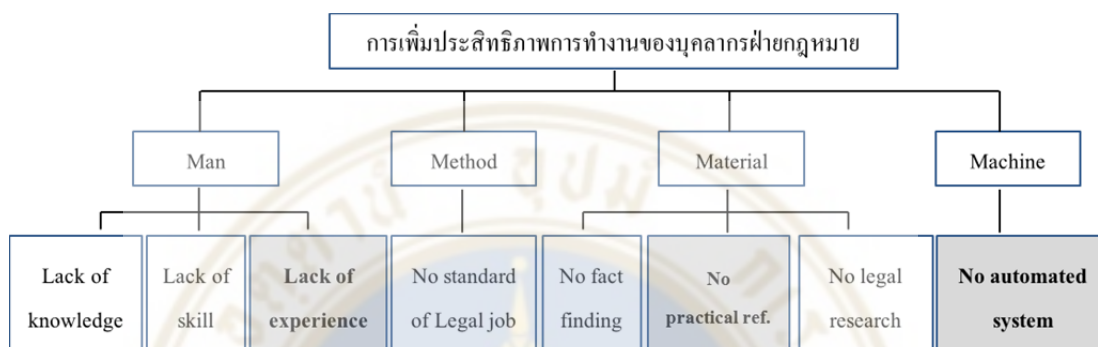 การเพิ่มประสิทธิภาพการทำงานของบุคลากรฝ่ายกฎหมาย
Man
Method
Material
Machine
Lack of
knowledge
Lack of
skill
Lack of
experience
No standard
of Legal job
No fact
finding
No
practical ref.
No legal
research
No automated
system